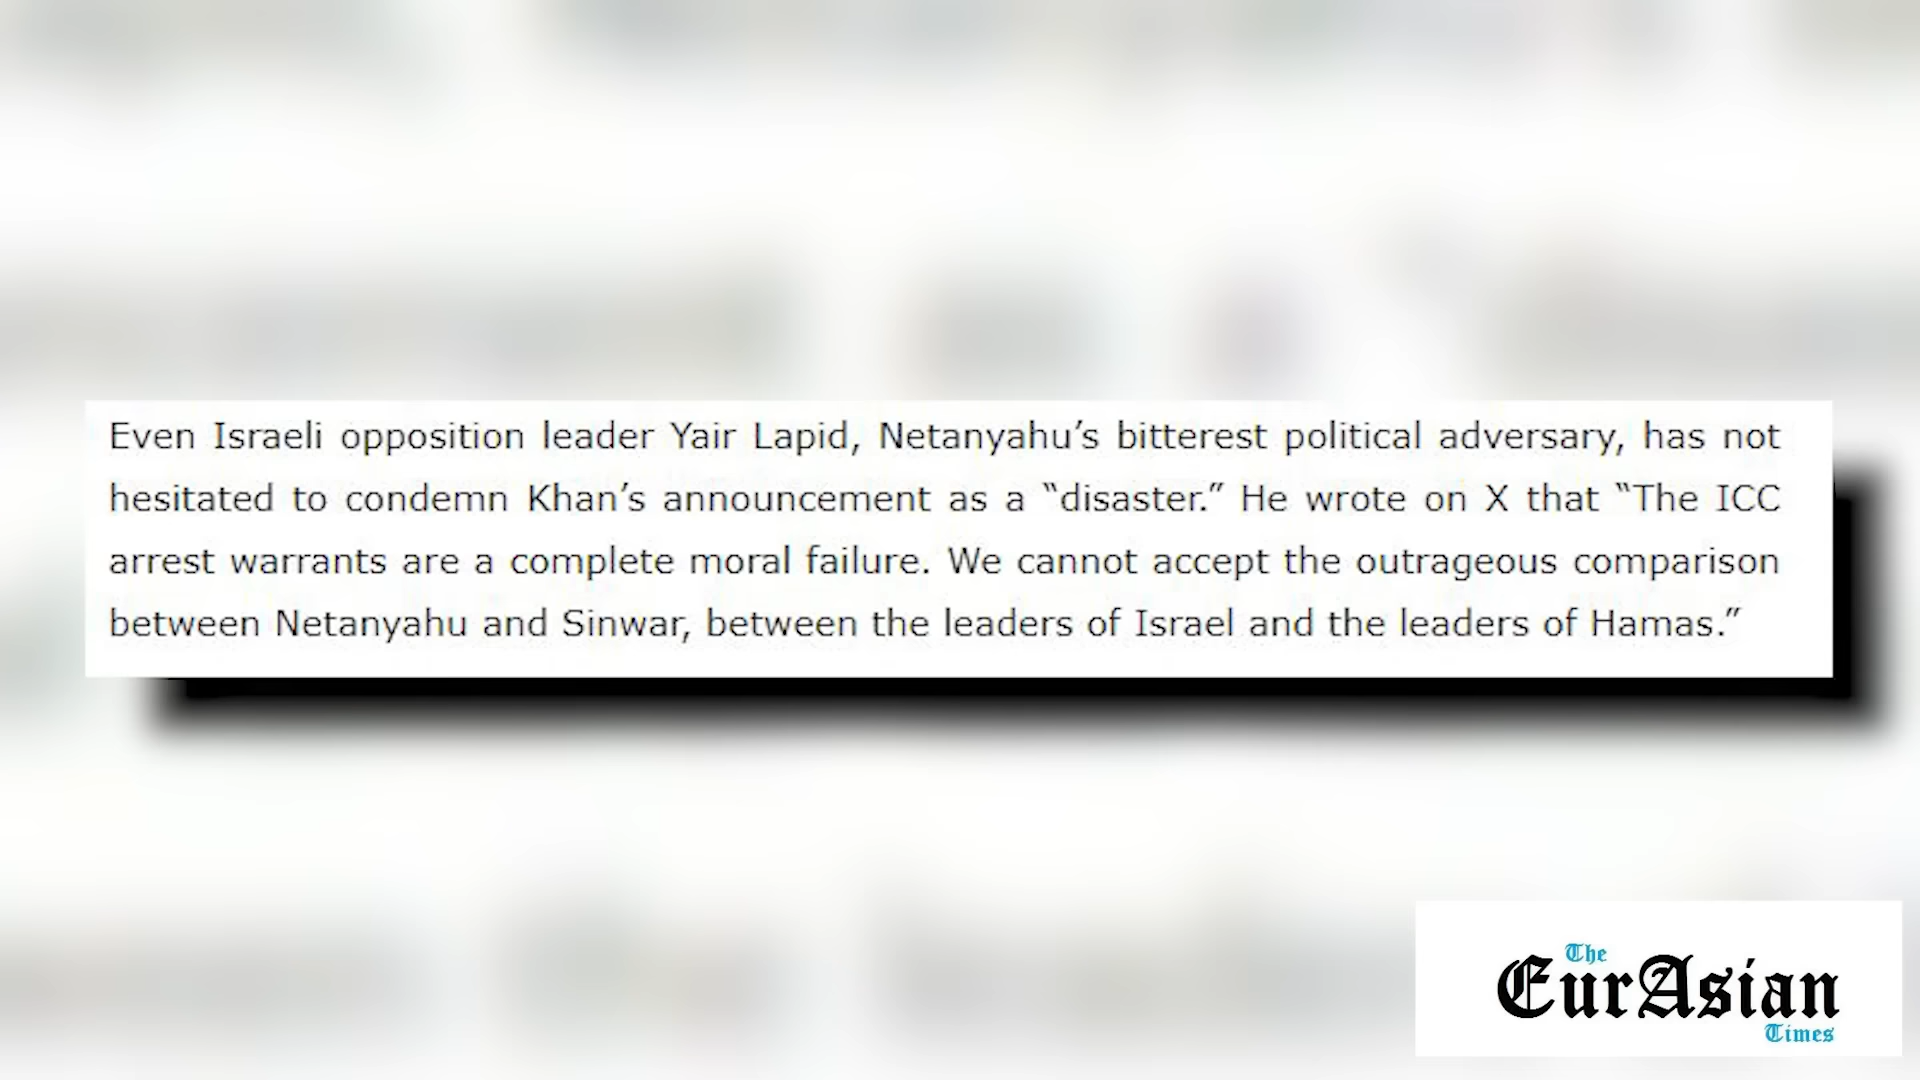 Even Israeli opposition leader Yair Lapid, Netanyahu’s bitterest political adversary, has not
hesitated to condemn Khan’s announcement as a “disaster.” He wrote on X that “The ICC
arrest warrants are a complete moral failure. We cannot accept the outrageous comparison
between Netanyahu and Sinwar, between the leaders of Israel and the leaders of Hamas.”
The
EurAsian
Times